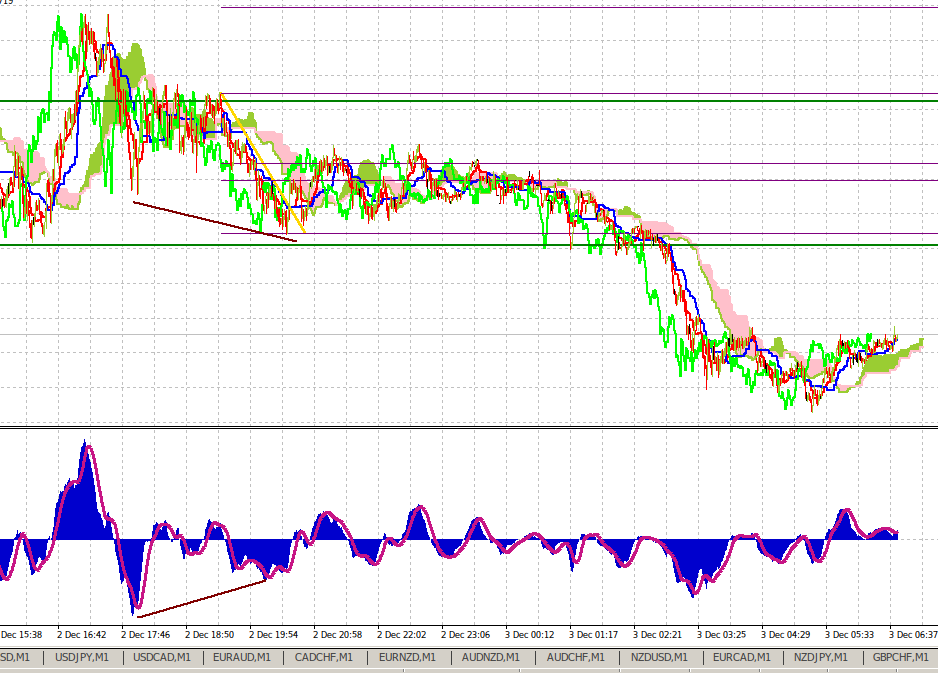 Dec 15:38 2 Dec 16:42 2 Dec 17:46 2 Dec 18:50 2 Dec 19:54 2 Dec 20:58 2 Dec 22:02 2 Dec 23:06 3 Dec 00:12 3 Dec 01:17 3 Dec 02:21 3 Dec 03:25 3 Dec 04:29 3 Dec 05:33 3 Dec 06:37
SD,M1 USDJPY,M1 USDCAD,M1 EURAUD,M1 CADCHF,M1 EURNZD,M1 AUDNZD,M1 AUDCHF,M1 NZDUSD,M1 EURCAD,M1 NZDJPY,M1 GBPCHF,M1